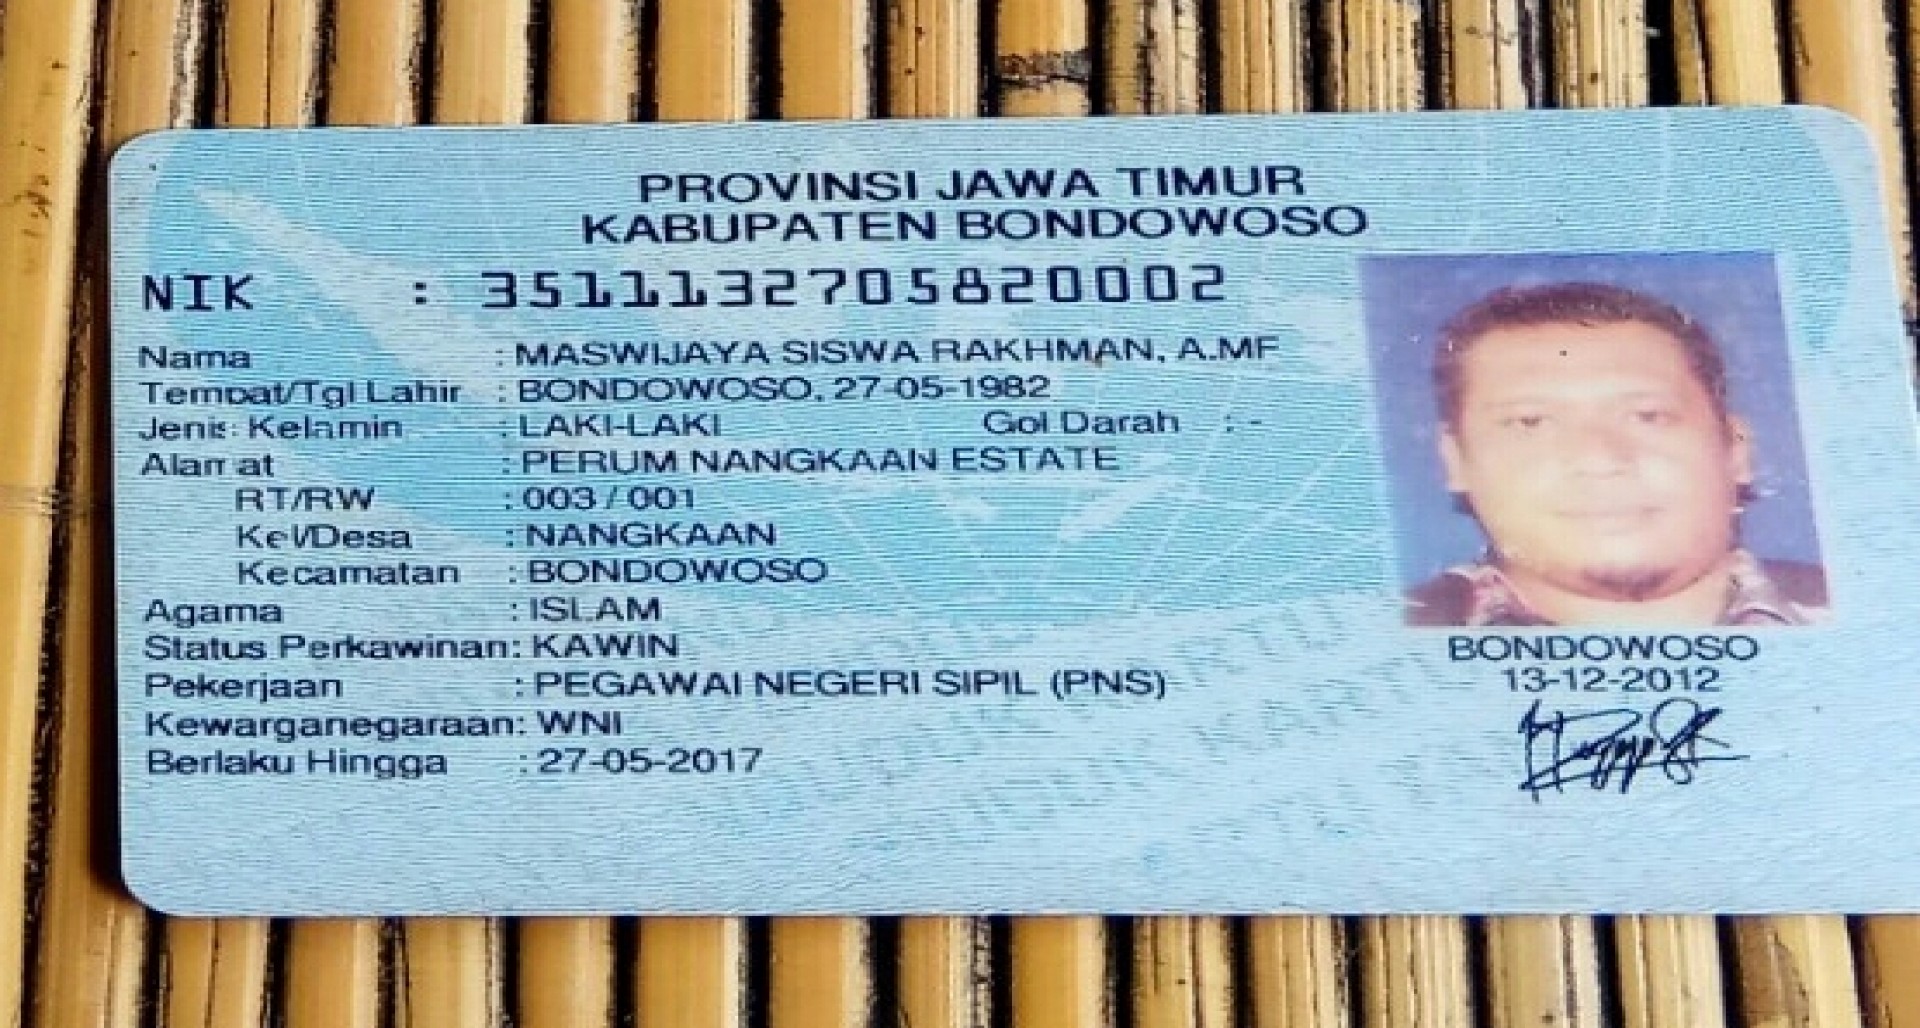 PROVINSI JAWA TIMUR
KABUPATEN BONDOWOSO
NIK : 3511132705820002
Nama : MASWIJAYA SISWA RAKHMAN, A.MF
Tempat/Tgl Lahir : BONDOWOSO, 27-05-1982
Jenis Kelamin : LAKI-LAKI Gol Darah : -
Alamat : PERUM NANGKAAN ESTATE
RT/RW : 003 / 001
Kel/Desa : NANGKAAN
Kecamatan : BONDOWOSO
Agama : ISLAM
Status Perkawinan: KAWIN
Pekerjaan : PEGAWAI NEGERI SIPIL (PNS)
Kewarganegaraan: WNI
Berlaku Hingga : 27-05-2017
BONDOWOSO
13-12-2012